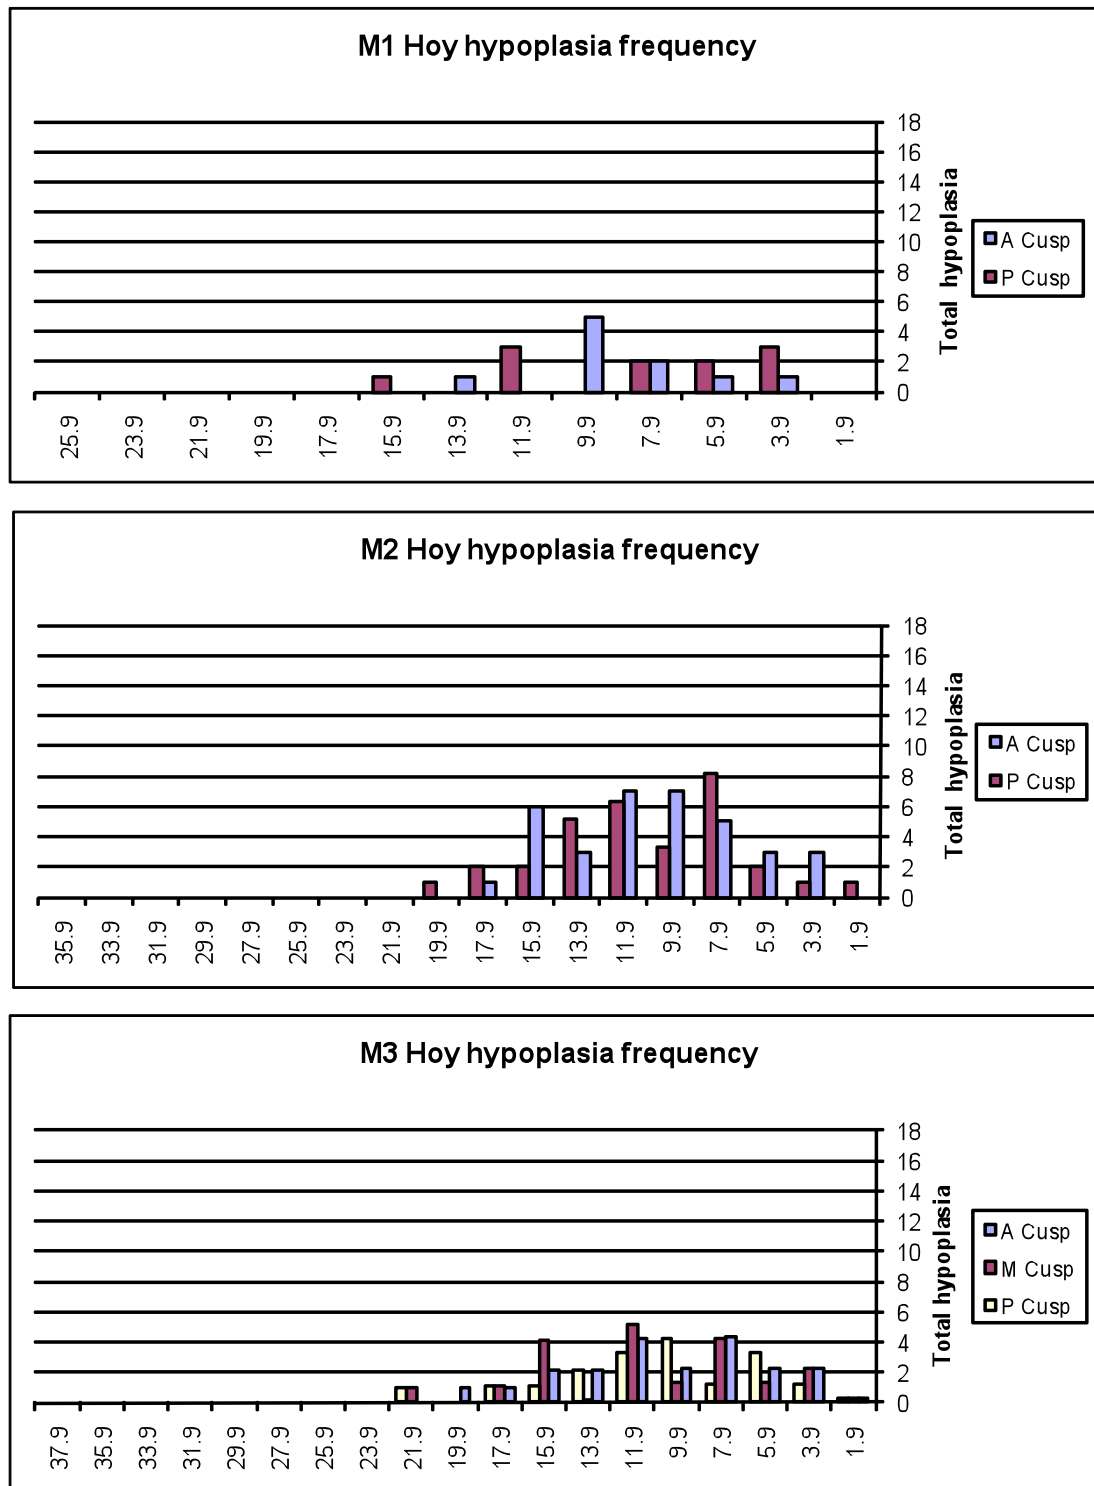 M1 Hoy hypoplasia frequency
18
16
14
12
10
8
6
4
2
0
Total hypoplasia
A Cusp
P Cusp
25.9 23.9 21.9 19.9 17.9 15.9 13.9 11.9 9.9 7.9 5.9 3.9 1.9
M2 Hoy hypoplasia frequency
18
16
14
12
10
8
6
4
2
0
Total hypoplasia
A Cusp
P Cusp
35.9 33.9 31.9 29.9 27.9 25.9 23.9 21.9 19.9 17.9 15.9 13.9 11.9 9.9 7.9 5.9 3.9 1.9
M3 Hoy hypoplasia frequency
18
16
14
12
10
8
6
4
2
0
Total hypoplasia
A Cusp
M Cusp
P Cusp
37.9 35.9 33.9 31.9 29.9 27.9 25.9 23.9 21.9 19.9 17.9 15.9 13.9 11.9 9.9 7.9 5.9 3.9 1.9